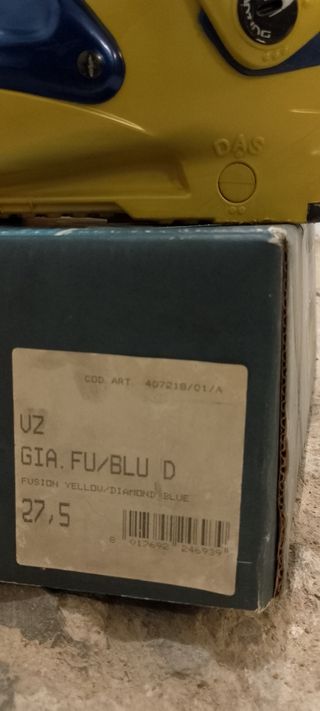 DAS
COD ART. 407218/01/A
VZ
GIA.FU/BLU D
FUSION YELLOW/DIAMOND BLUE
27,5
8 017692 246939